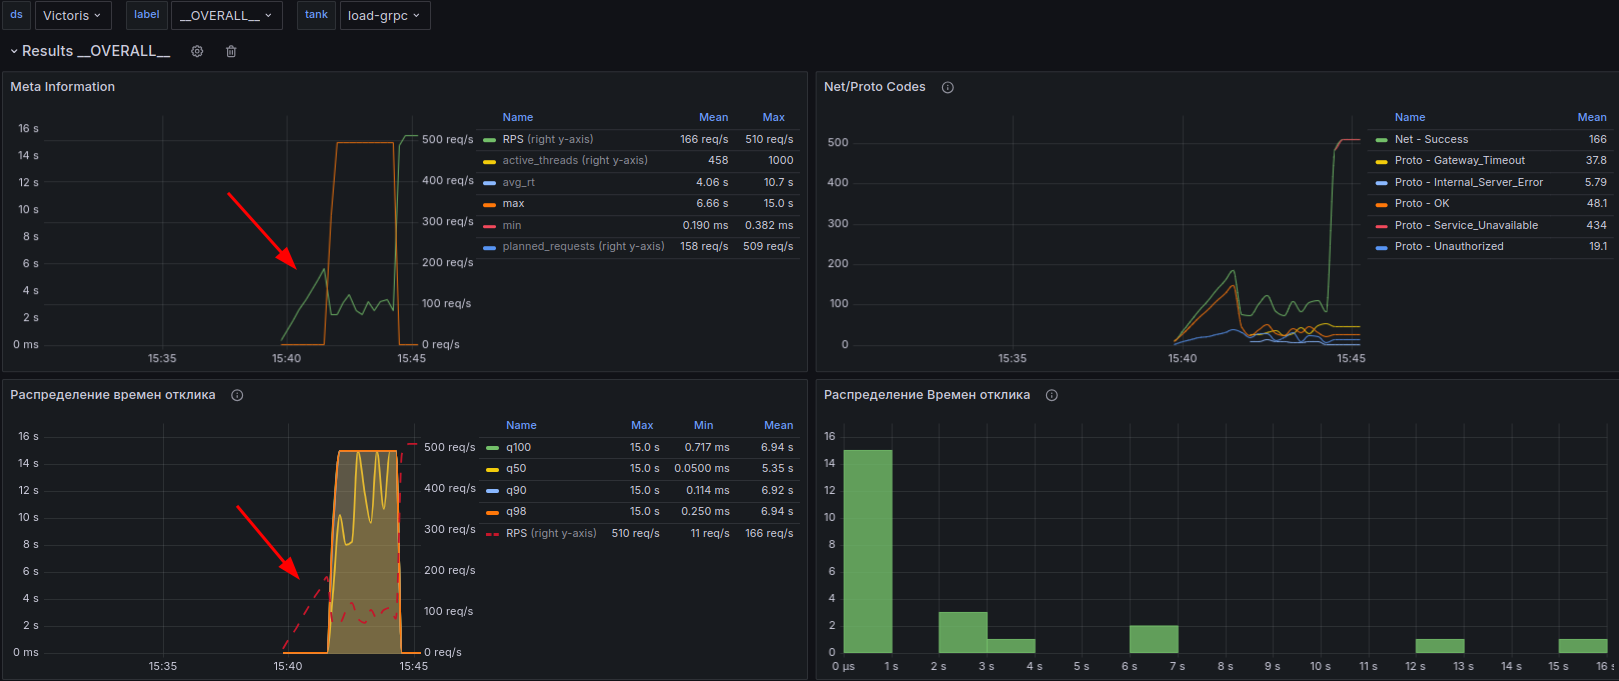 ds Victoris label __OVERALL__ tank load-grpc
Results __OVERALL__
Meta Information
16 s
14 s
12 s
10 s
8 s
6 s
4 s
2 s
0 ms
500 req/s
400 req/s
300 req/s
200 req/s
100 req/s
0 req/s
15:35 15:40 15:45
Name Mean Max
RPS (right y-axis) 166 req/s 510 req/s
active_threads (right y-axis) 458 1000
avg_rt 4.06 s 10.7 s
max 6.66 s 15.0 s
min 0.190 ms 0.382 ms
planned_requests (right y-axis) 158 req/s 509 req/s
Net/Proto Codes
500
400
300
200
100
0
15:35 15:40 15:45
Name Mean
Net - Success 166
Proto - Gateway_Timeout 37.8
Proto - Internal_Server_Error 5.79
Proto - OK 48.1
Proto - Service_Unavailable 434
Proto - Unauthorized 19.1
Распределение времен отклика
16 s
14 s
12 s
10 s
8 s
6 s
4 s
2 s
0 ms
500 req/s
400 req/s
300 req/s
200 req/s
100 req/s
0 req/s
15:35 15:40 15:45
Name Max Min Mean
q100 15.0 s 0.717 ms 6.94 s
q50 15.0 s 0.0500 ms 5.35 s
q90 15.0 s 0.114 ms 6.92 s
q98 15.0 s 0.250 ms 6.94 s
RPS (right y-axis) 510 req/s 11 req/s 166 req/s
Распределение Времен отклика
16
14
12
10
8
6
4
2
0
0 µs 1 s 2 s 3 s 4 s 5 s 6 s 7 s 8 s 9 s 10 s 11 s 12 s 13 s 14 s 15 s 16 s